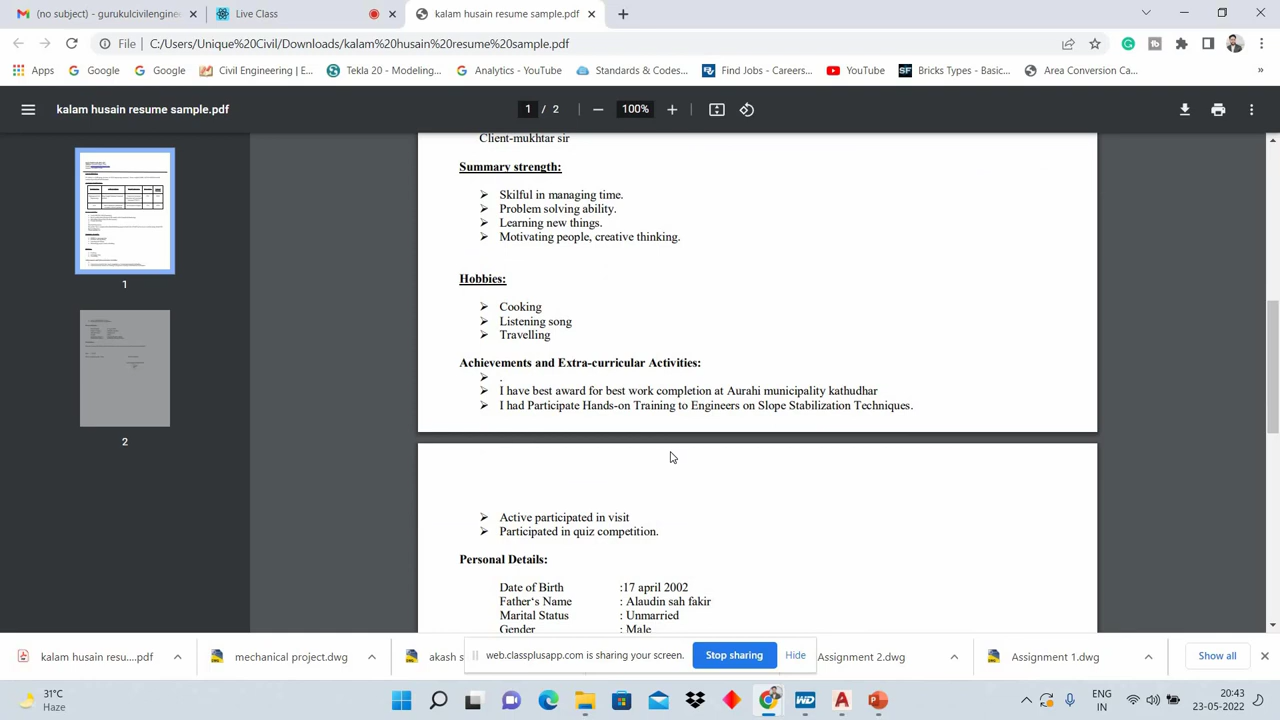 (no subject) - gurukulcivilengine
Live Class
kalam husain resume sample.pdf
File
C:/Users/Unique%20Civil/Downloads/kalam%20husain%20resume%20sample.pdf
Apps
Google
Google
Civil Engineering | E...
Tekla 20 - Modeling...
Analytics - YouTube
Standards & Codes...
Find Jobs - Careers...
YouTube
Bricks Types - Basic...
Area Conversion Ca...
kalam husain resume sample.pdf
1 / 2
100%
Client-mukhtar sir
Summary strength:
Skilful in managing time.
Problem solving ability.
Learning new things.
Motivating people, creative thinking.
Hobbies:
Cooking
Listening song
Travelling
Achievements and Extra-curricular Activities:
.
I have best award for best work completion at Aurahi municipality kathudhar
I had Participate Hands-on Training to Engineers on Slope Stabilization Techniques.
Active participated in visit
Participated in quiz competition.
Personal Details:
Date of Birth :17 april 2002
Father‘s Name : Alaudin sah fakir
Marital Status : Unmarried
Gender : Male
1
2
kalam husain resu....pdf
mechanical project.dwg
akash s
web.classplusapp.com is sharing your screen.
Stop sharing
Hide
Assignment 2.dwg
Assignment 1.dwg
Show all
31°C
Haze
ENG
IN
20:43
23-05-2022